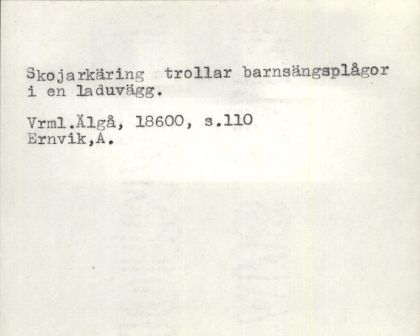 Skojarkäring trollar barnsängsplågor
i en laduvägg.
Vrml.Älgå, 18600, s.110
Ernvik,A.